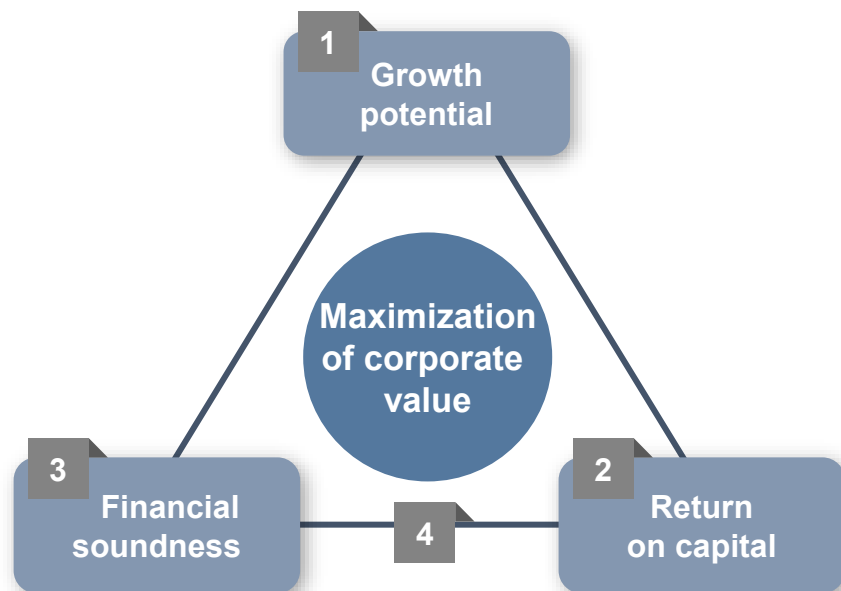 1
Growth
potential
Maximization
of corporate
value
3
Financial
soundness
4
2
Return
on capital